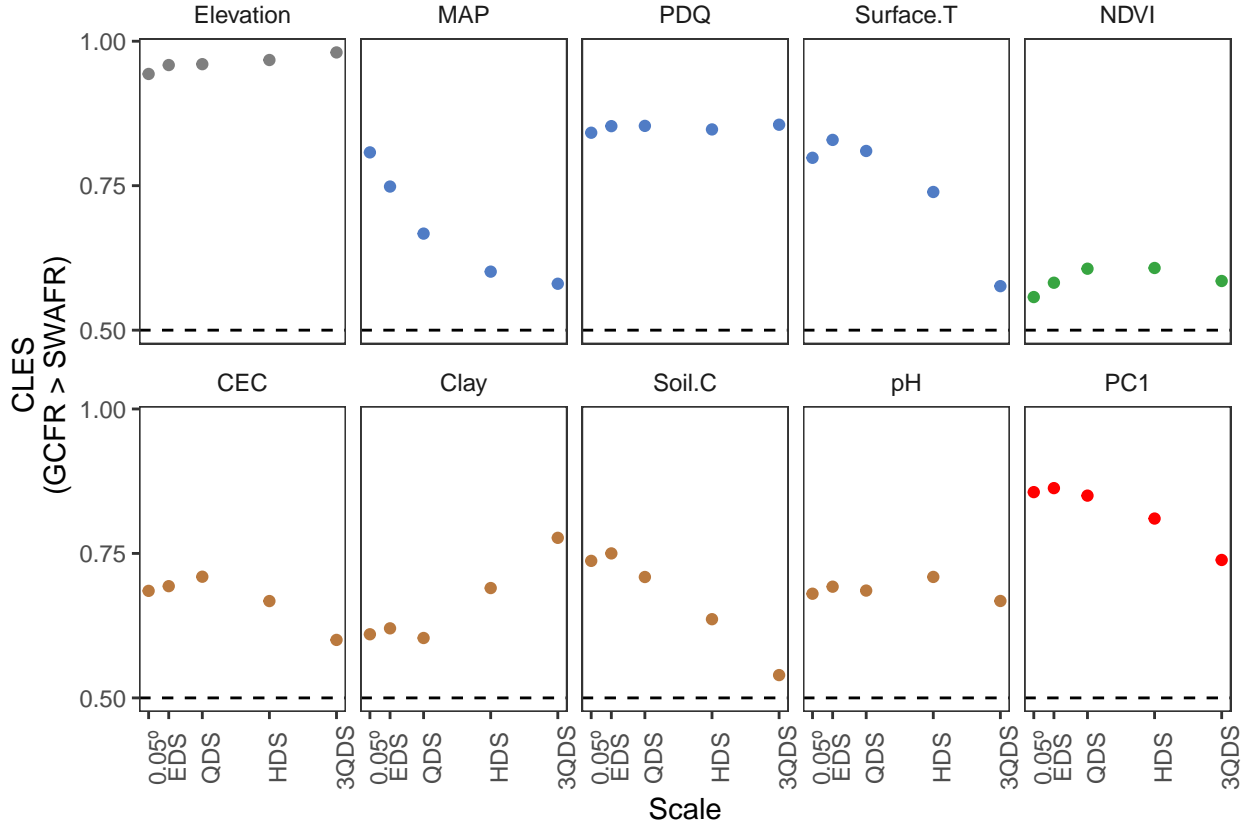 Elevation MAP PDQ Surface.T NDVI
1.00
0.75
0.50
CLES
(GCFR > SWAFR)
CEC Clay Soil.C pH PC1
1.00
0.75
0.50
0.05º EDS QDS HDS 3QDS 0.05º EDS QDS HDS 3QDS 0.05º EDS QDS HDS 3QDS 0.05º EDS QDS HDS 3QDS 0.05º EDS QDS HDS 3QDS
Scale